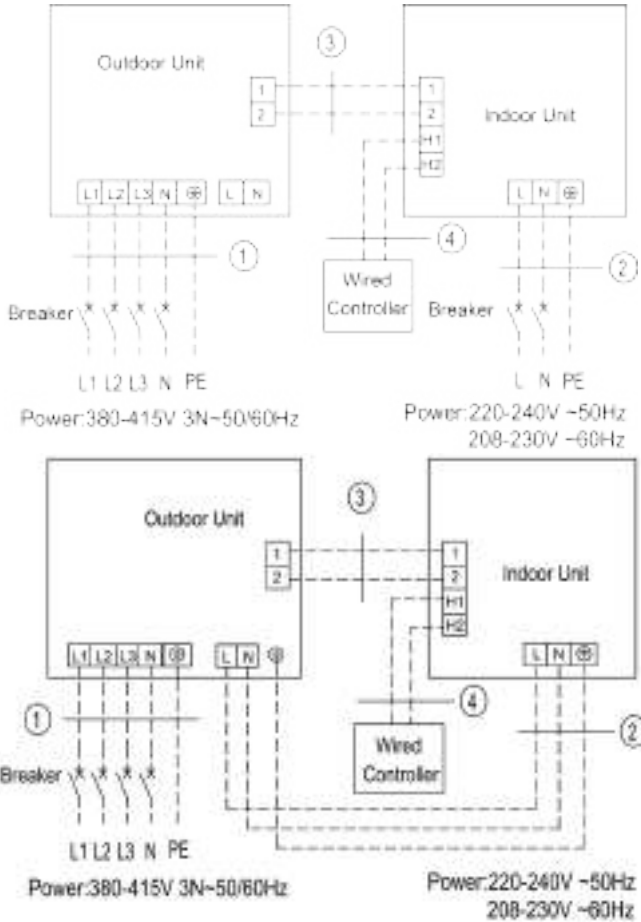 ③
Outdoor Unit
1
2
1
2
H1
H2
Indoor Unit
L1 L2 L3 N L N
L N
①
④
②
Wired
Controller
Breaker
Breaker
L1 L2 L3 N PE
L N PE
Power:380-415V 3N~50/60Hz
Power:220-240V ~50Hz
208-230V ~60Hz
③
Outdoor Unit
1
2
1
2
H1
H2
Indoor Unit
L1 L2 L3 N L N
L N
①
④
②
Wired
Controller
Breaker
L1 L2 L3 N PE
Power:380-415V 3N~50/60Hz
Power:220-240V ~50Hz
208-230V ~60Hz